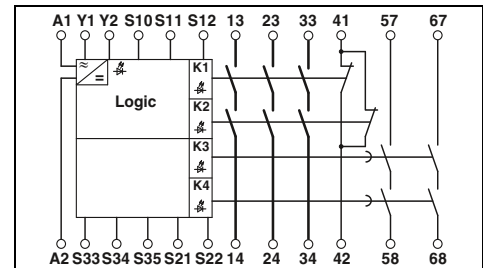 A1 Y1 Y2 S10 S11 S12 13 23 33 41 57 67
≈
=
Logic
K1
K2
K3
K4
A2 S33 S34 S35 S21 S22 14 24 34 42 58 68